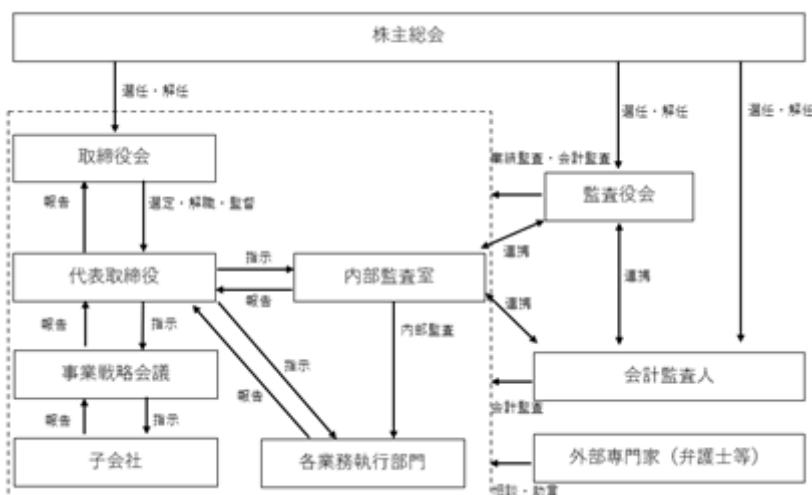 株主総会
選任・解任
選任・解任
選任・解任
取締役会
業績監査・会計監査
監査役会
報告
選定・解職・監督
連携
連携
代表取締役
指示
報告
内部監査室
連携
報告
指示
指示
報告
内部監査
事業戦略会議
会計監査人
会計監査
報告
指示
子会社
各業務執行部門
外部専門家（弁護士等）
相談・助言